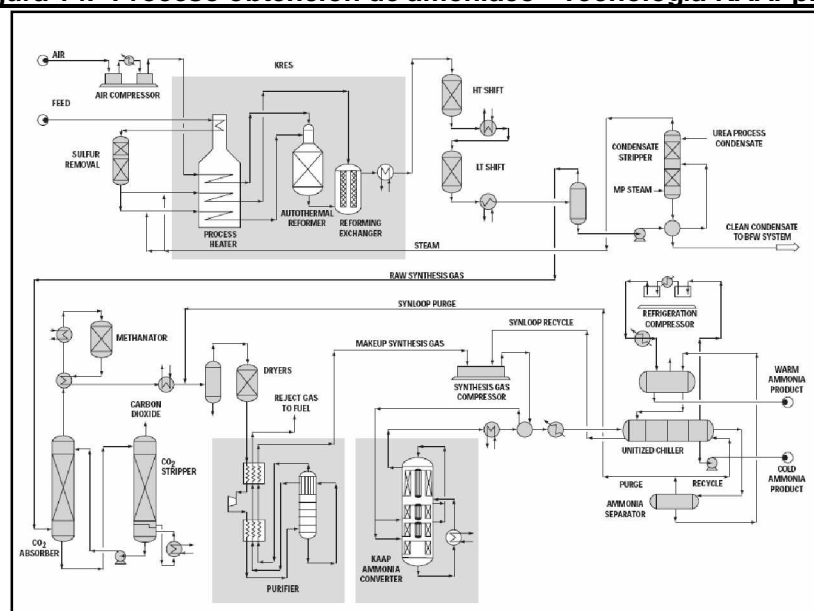 AIR
AIR COMPRESSOR
FEED
SULFUR
REMOVAL
KRES
PROCESS
HEATER
AUTOTHERMAL
REFORMER
REFORMING
EXCHANGER
HT SHIFT
LT SHIFT
CONDENSATE
STRIPPER
UREA PROCESS
CONDENSATE
MP STEAM
CLEAN CONDENSATE
TO BFW SYSTEM
STEAM
RAW SYNTHESIS GAS
SYNLOOP PURGE
SYNLOOP RECYCLE
MAKEUP SYNTHESIS GAS
REFRIGERATION
COMPRESSOR
METHANATOR
DRYERS
REJECT GAS
TO FUEL
SYNTHESIS GAS
COMPRESSOR
WARM
AMMONIA
PRODUCT
CARBON
DIOXIDE
CO2
STRIPPER
CO2
ABSORBER
PURIFIER
KAAP
AMMONIA
CONVERTER
UNITIZED CHILLER
PURGE
RECYCLE
COLD
AMMONIA
PRODUCT
AMMONIA
SEPARATOR